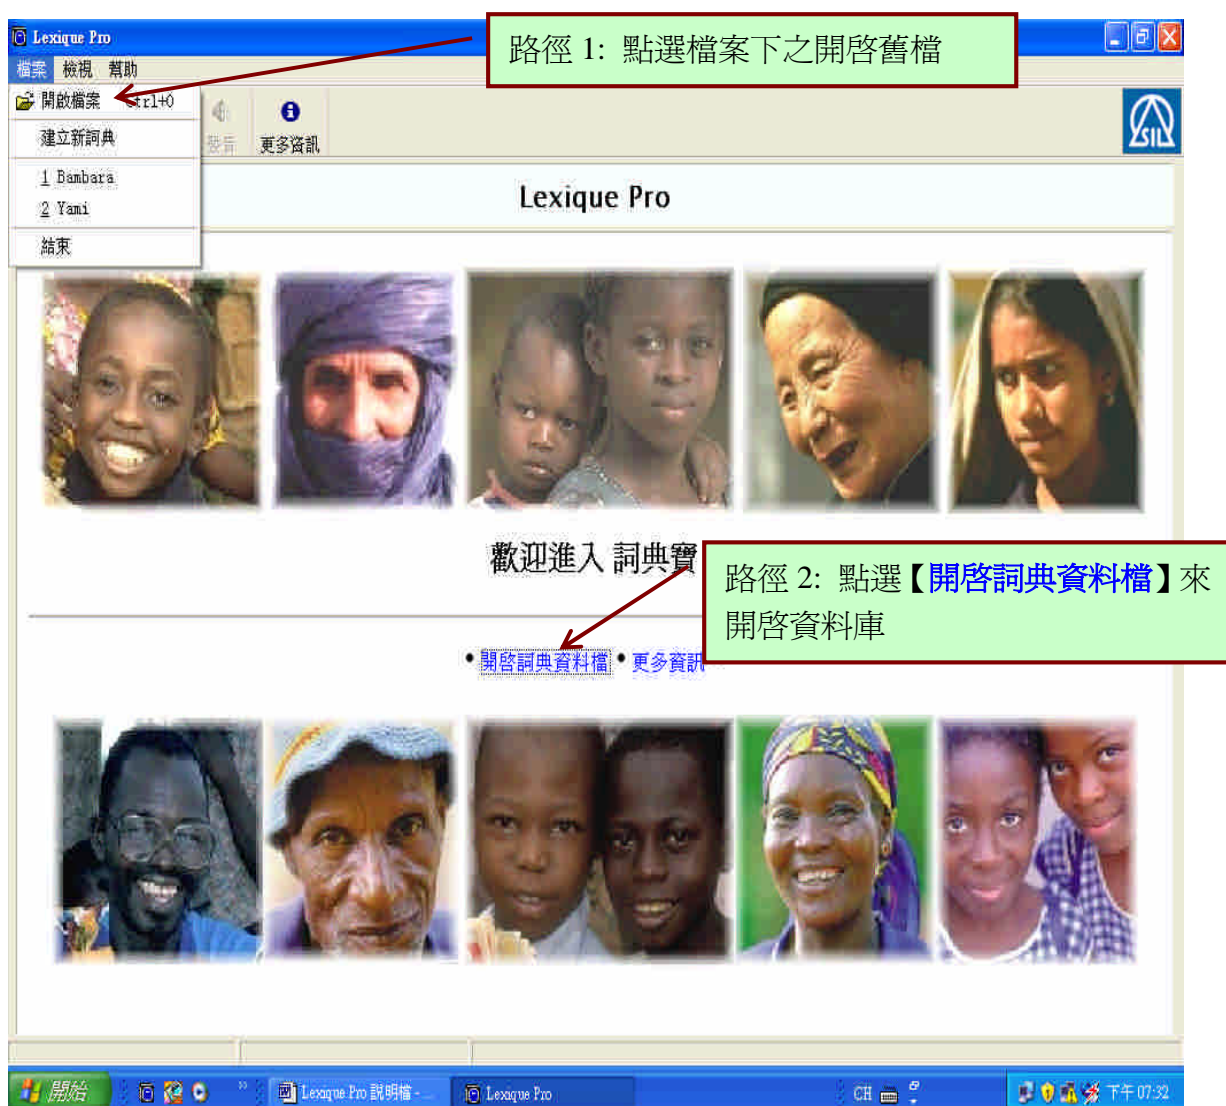 Lexique Pro
路徑 1: 點選檔案下之開啓舊檔
檔案 檢視 幫助
開啟檔案 Ctrl+O
建立新詞典
1 Bambara
2 Yami
結束
發音
更多資訊
SIL
Lexique Pro
歡迎進入 詞典寶
路徑 2: 點選【開啓詞典資料檔】來
開啓資料庫
• 開啓詞典資料檔 • 更多資訊
開始
Lexique Pro 說明檔 - ...
Lexique Pro
CH
下午 07:32